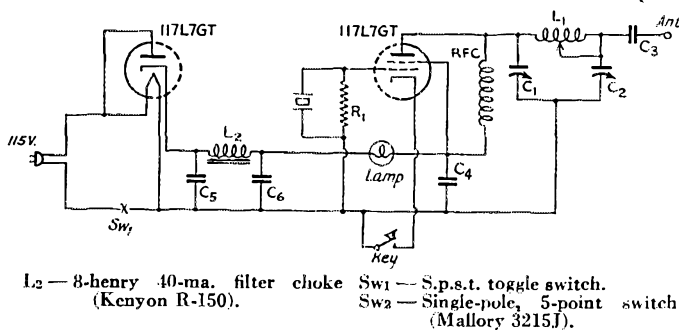 117L7GT
117L7GT
L₁
Ant.
RFC
C₃
C₁
C₂
R₁
L₂
115V.
Lamp
C₄
C₅
C₆
Sw₁
Key
L₂ — 8-henry 40-ma. filter choke
(Kenyon R-150).
Sw₁ — S.p.s.t. toggle switch.
Sw₂ — Single-pole, 5-point switch
(Mallory 3215J).